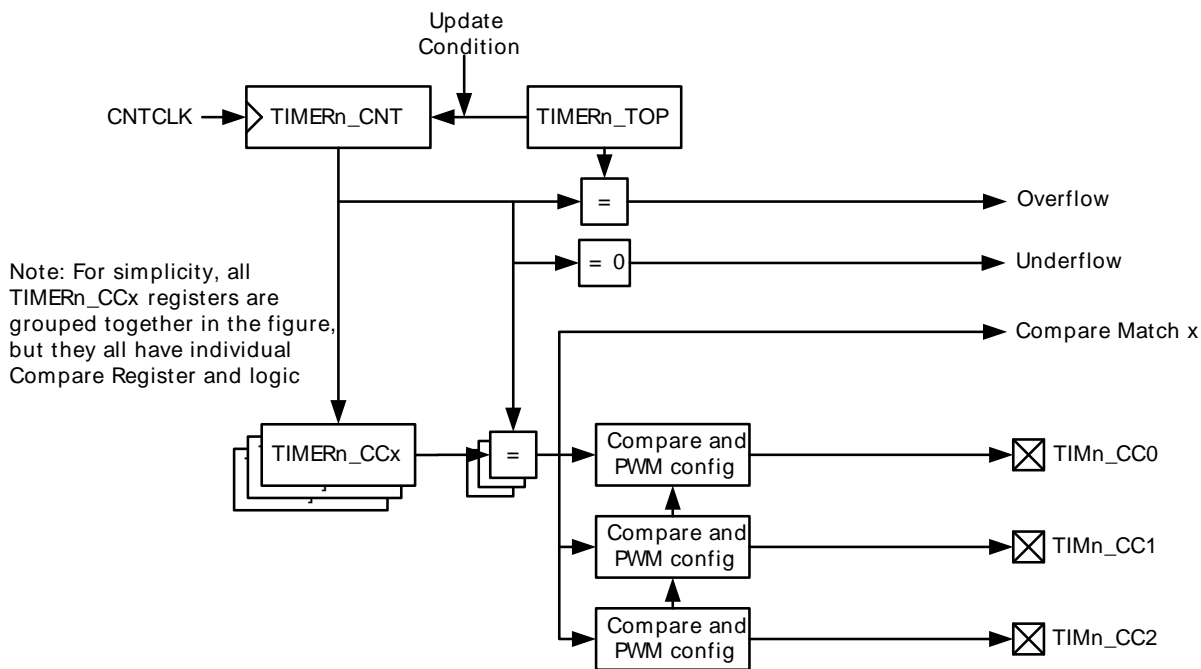 Update
Condition
CNTCLK
TIMERn_CNT
TIMERn_TOP
=
Overflow
= 0
Underflow
Note: For simplicity, all
TIMERn_CCx registers are
grouped together in the figure,
but they all have individual
Compare Register and logic
Compare Match x
TIMERn_CCx
=
Compare and
PWM config
TIMn_CC0
Compare and
PWM config
TIMn_CC1
Compare and
PWM config
TIMn_CC2